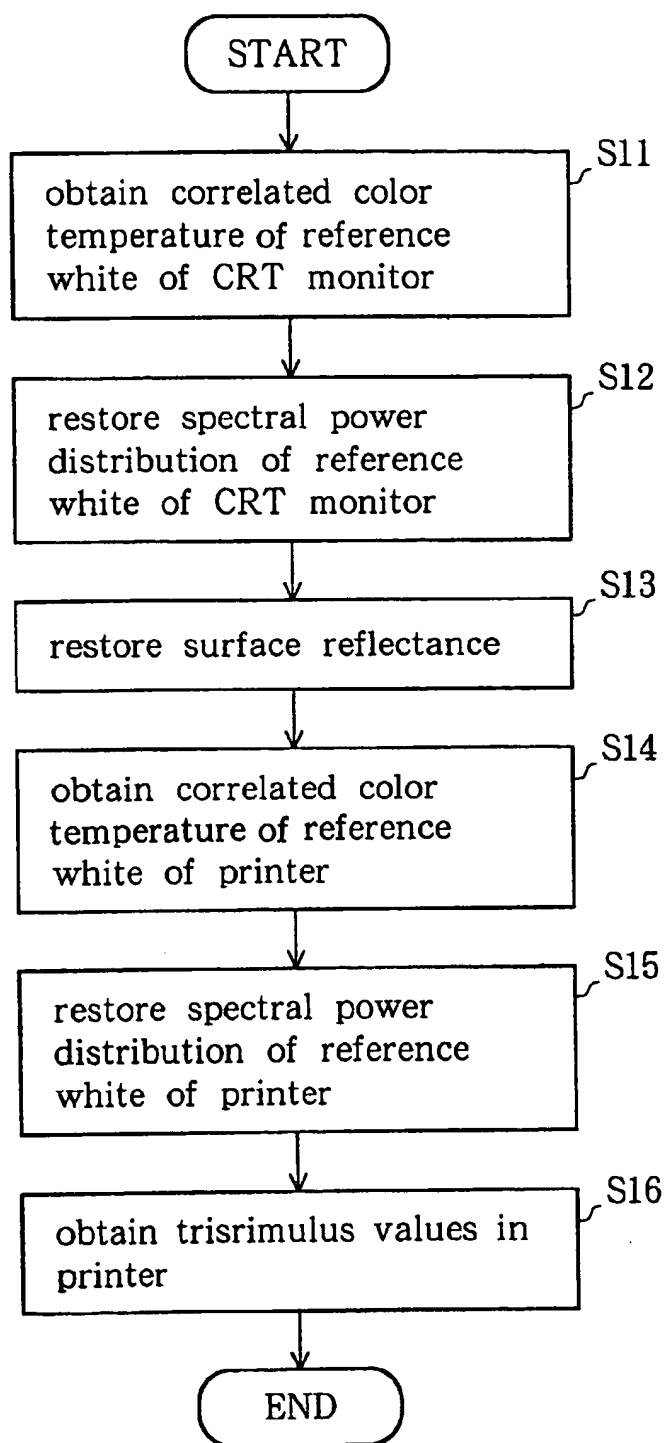 START
S11
obtain correlated color
temperature of reference
white of CRT monitor
S12
restore spectral power
distribution of reference
white of CRT monitor
S13
restore surface reflectance
S14
obtain correlated color
temperature of reference
white of printer
S15
restore spectral power
distribution of reference
white of printer
S16
obtain trisrimulus values in
printer
END